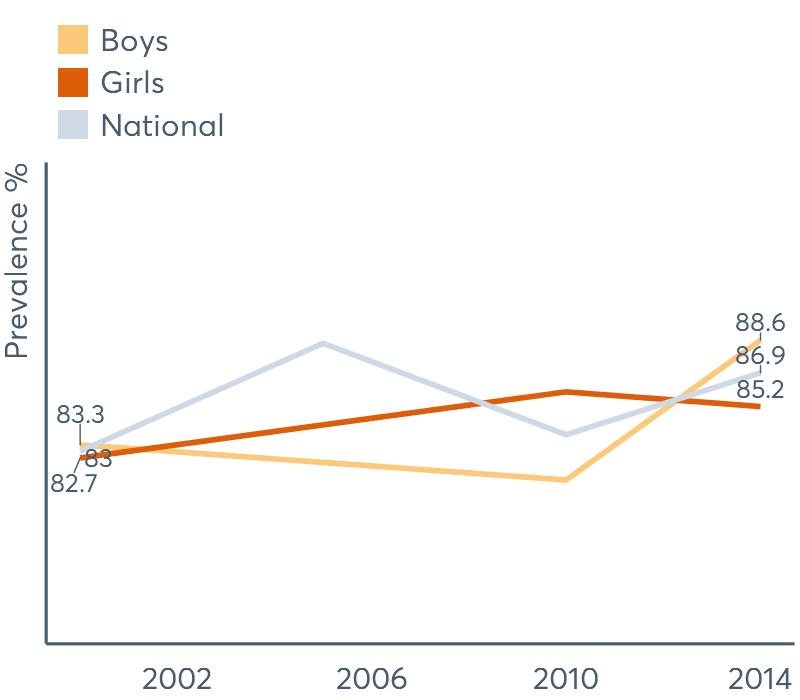 Boys
Girls
National
Prevalence %
88.6
86.9
85.2
83.3
83
82.7
2002
2006
2010
2014